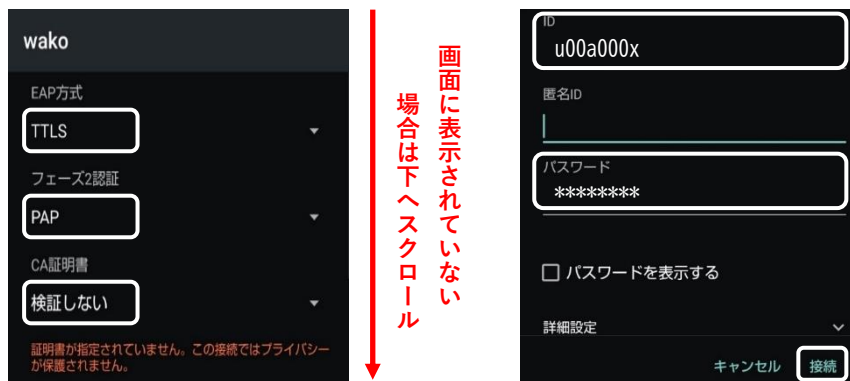 wako
EAP方式
TTLS
フェーズ2認証
PAP
CA証明書
検証しない
証明書が指定されていません。この接続ではプライバシー
が保護されません。
画面に表示されていない
場合は下へスクロール
ID
u00a000x
匿名ID
パスワード
********
パスワードを表示する
詳細設定
キャンセル
接続